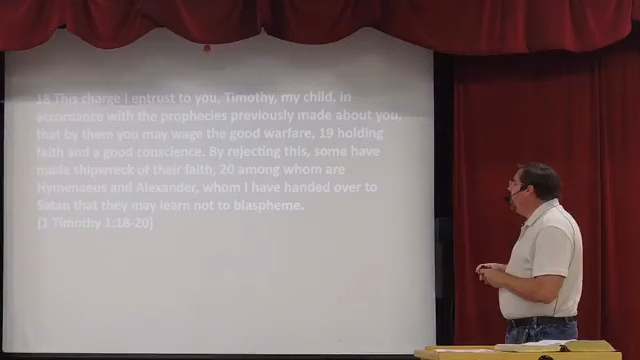 18 This charge I entrust to you, Timothy, my child, in
accordance with the prophecies previously made about you,
that by them you may wage the good warfare, 19 holding
faith and a good conscience. By rejecting this, some have
made shipwreck of their faith, 20 among whom are
Hymenaeus and Alexander, whom I have handed over to
Satan that they may learn not to blaspheme.
(1 Timothy 1:18-20)